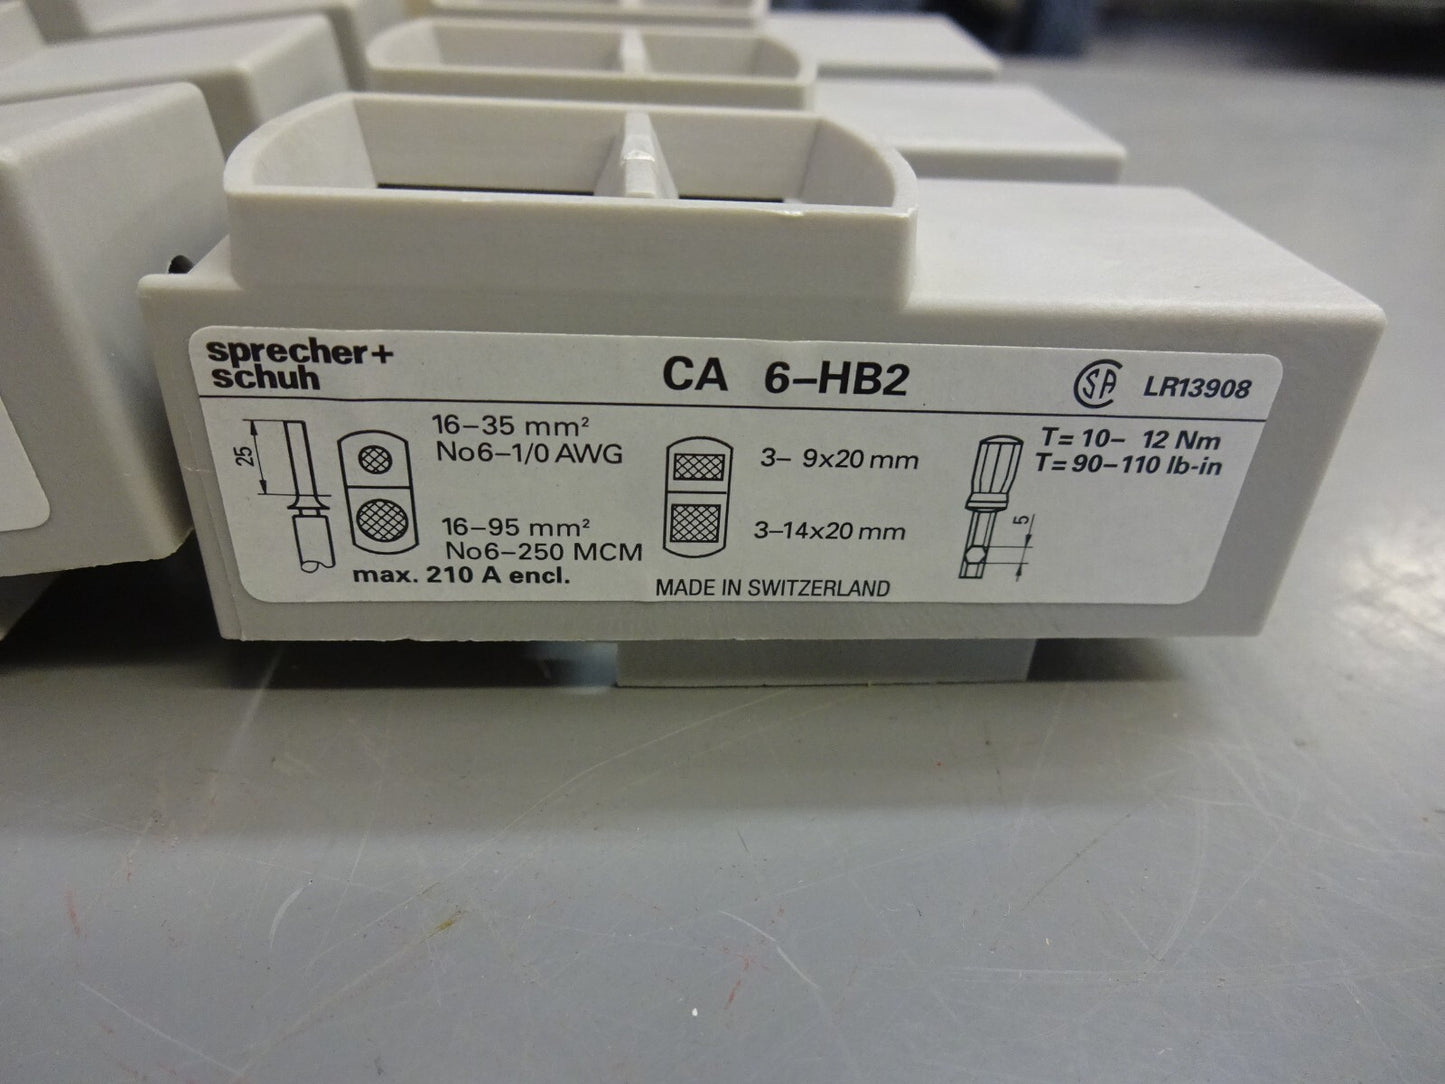 sprecher+
schuh
CA 6–HB2
SA LR13908
25
16–35 mm²
No6–1/0 AWG
16–95 mm²
No6–250 MCM
max. 210 A encl.
3– 9x20 mm
3–14x20 mm
MADE IN SWITZERLAND
T= 10– 12 Nm
T= 90–110 lb-in
5